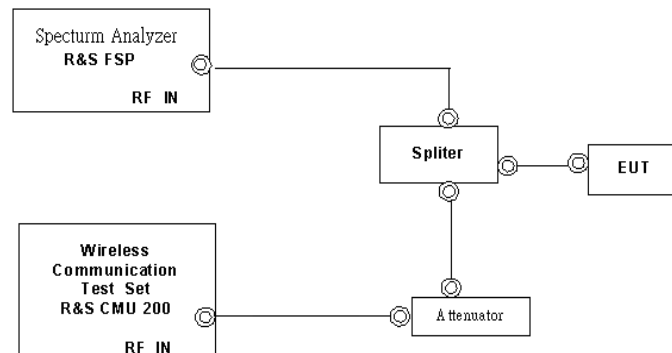 Specturm Analyzer
R&S FSP
RF IN
Spliter
EUT
Wireless
Communication
Test Set
R&S CMU 200
RF IN
Attenuator